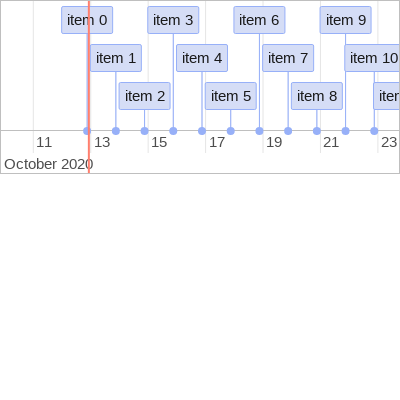 item 0
item 3
item 6
item 9
item 1
item 4
item 7
item 10
item 2
item 5
item 8
11
13
15
17
19
21
23
October 2020